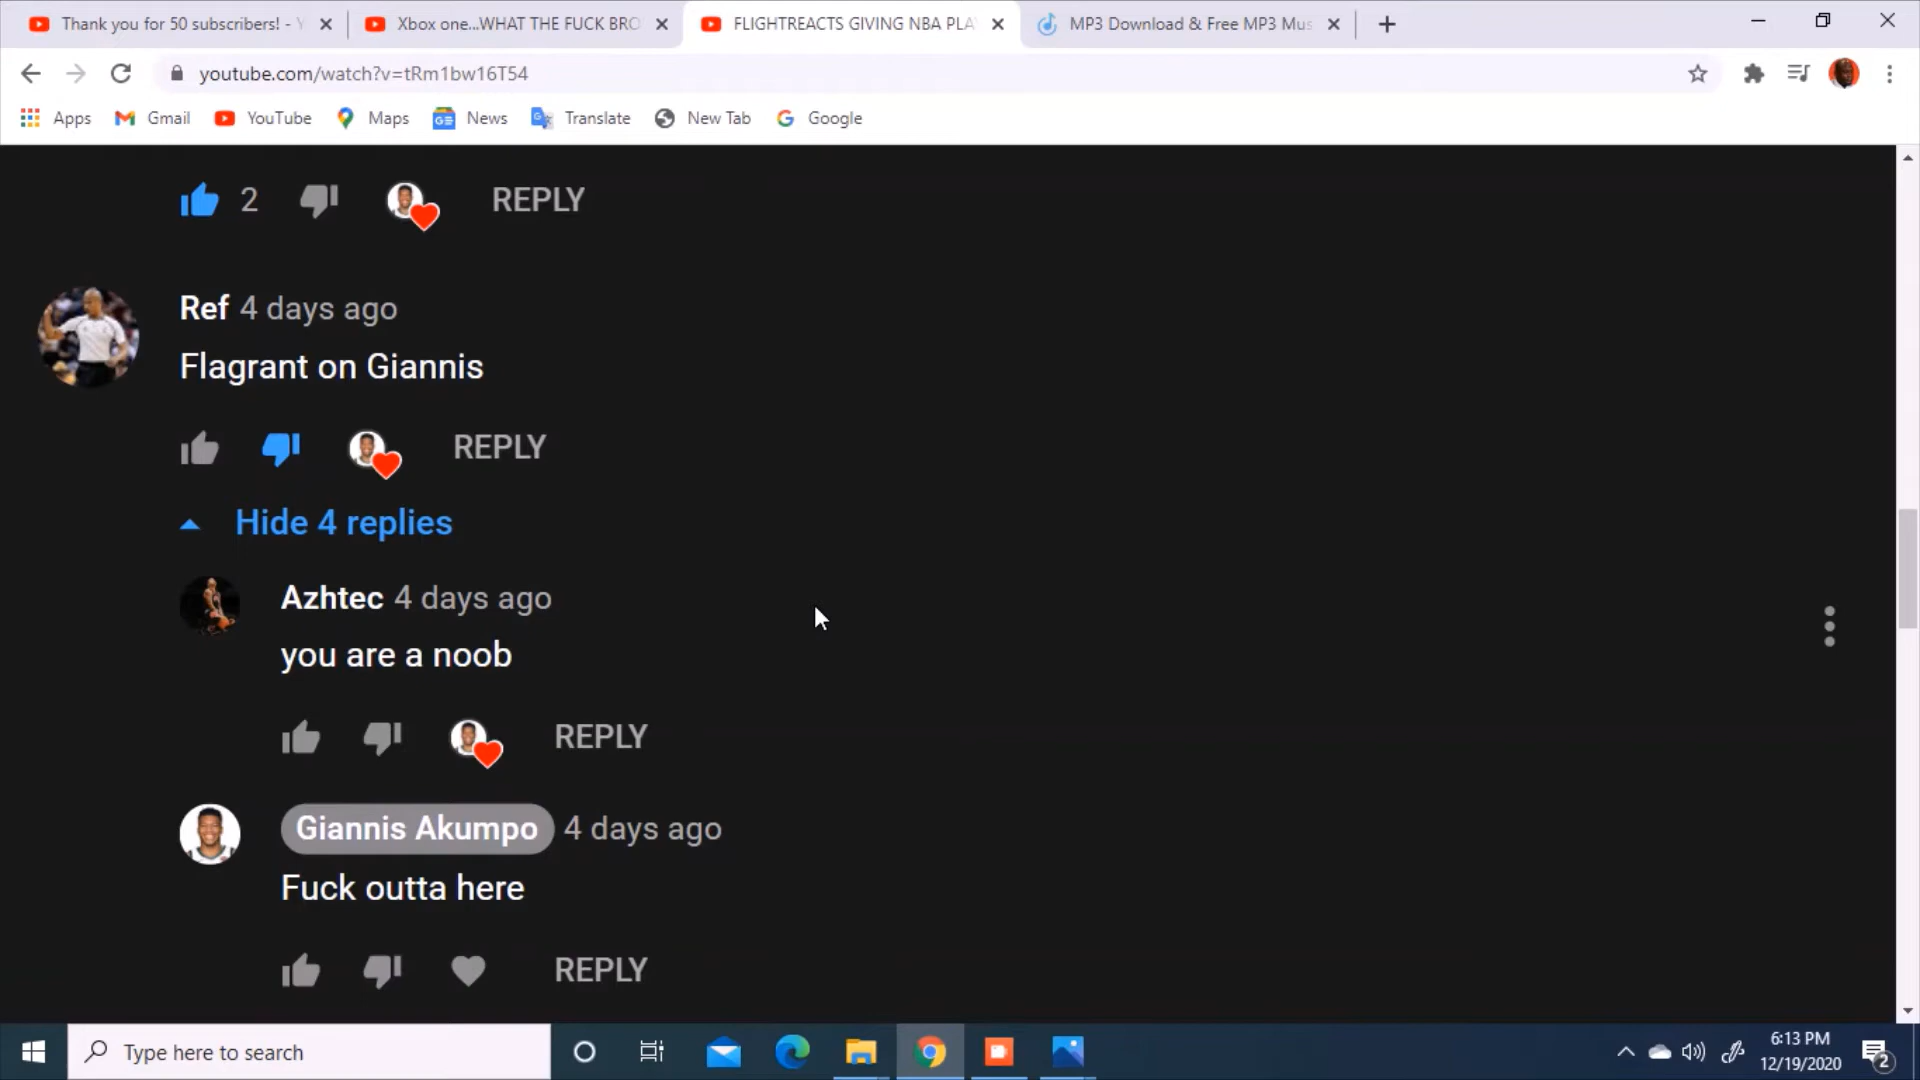 Thank you for 50 subscribers! - Y
Xbox one...WHAT THE FUCK BRO
FLIGHTREACTS GIVING NBA PLA
MP3 Download & Free MP3 Mus
youtube.com/watch?v=tRm1bw16T54
Apps
Gmail
YouTube
Maps
News
Translate
New Tab
Google
2
REPLY
Ref 4 days ago
Flagrant on Giannis
REPLY
Hide 4 replies
Azhtec 4 days ago
you are a noob
REPLY
Giannis Akumpo 4 days ago
Fuck outta here
REPLY
Type here to search
6:13 PM
12/19/2020
2